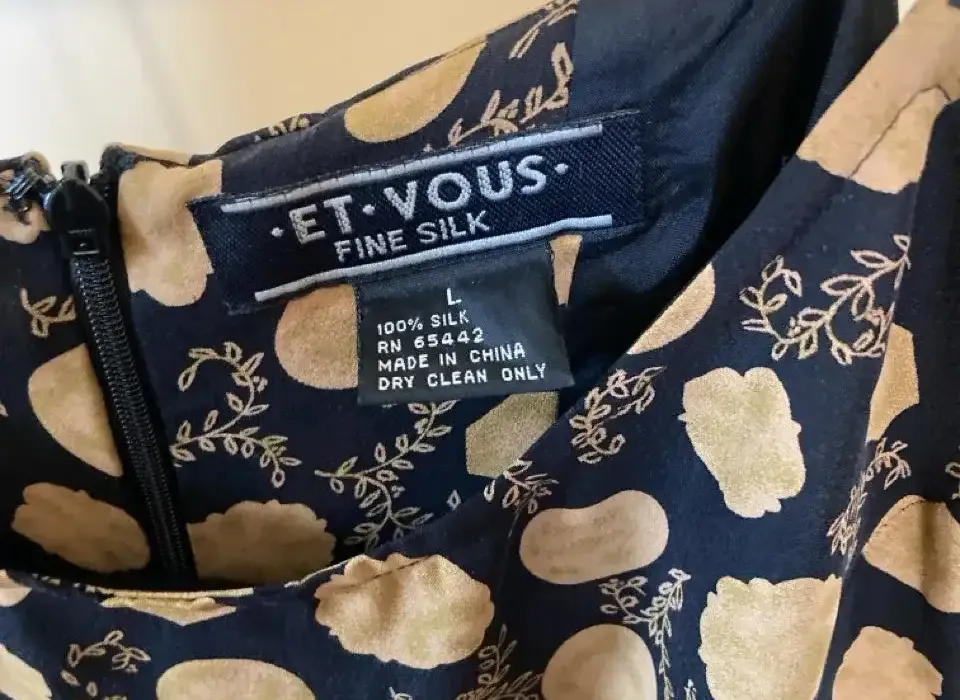 ·ET·VOUS·
FINE SILK
L
100% SILK
RN 65442
MADE IN CHINA
DRY CLEAN ONLY